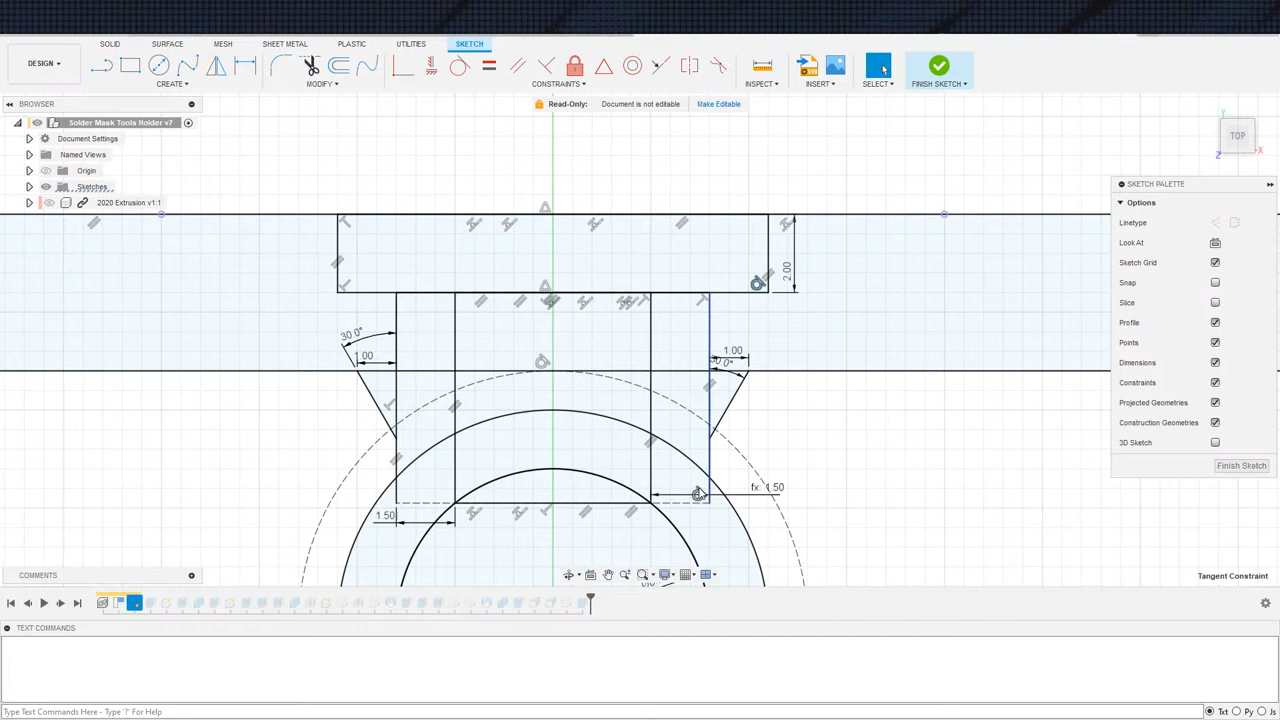 SOLID SURFACE MESH SHEET METAL PLASTIC UTILITIES SKETCH
DESIGN
CREATE MODIFY CONSTRAINTS INSPECT INSERT SELECT FINISH SKETCH
BROWSER
Read-Only: Document is not editable Make Editable
Solder Mask Tools Holder v7
Document Settings
Named Views
Origin
Sketches
2020 Extrusion v1:1
TOP
Y
X
Z
SKETCH PALETTE
Options
Linetype
Look At
Sketch Grid
Snap
Slice
Profile
Points
Dimensions
Constraints
Projected Geometries
Construction Geometries
3D Sketch
Finish Sketch
2.00
30.0°
1.00
1.00
30.0°
fx: 1.50
1.50
COMMENTS
Tangent Constraint
TEXT COMMANDS
Type Text Commands Here - Type '?' For Help
Txt Py Js